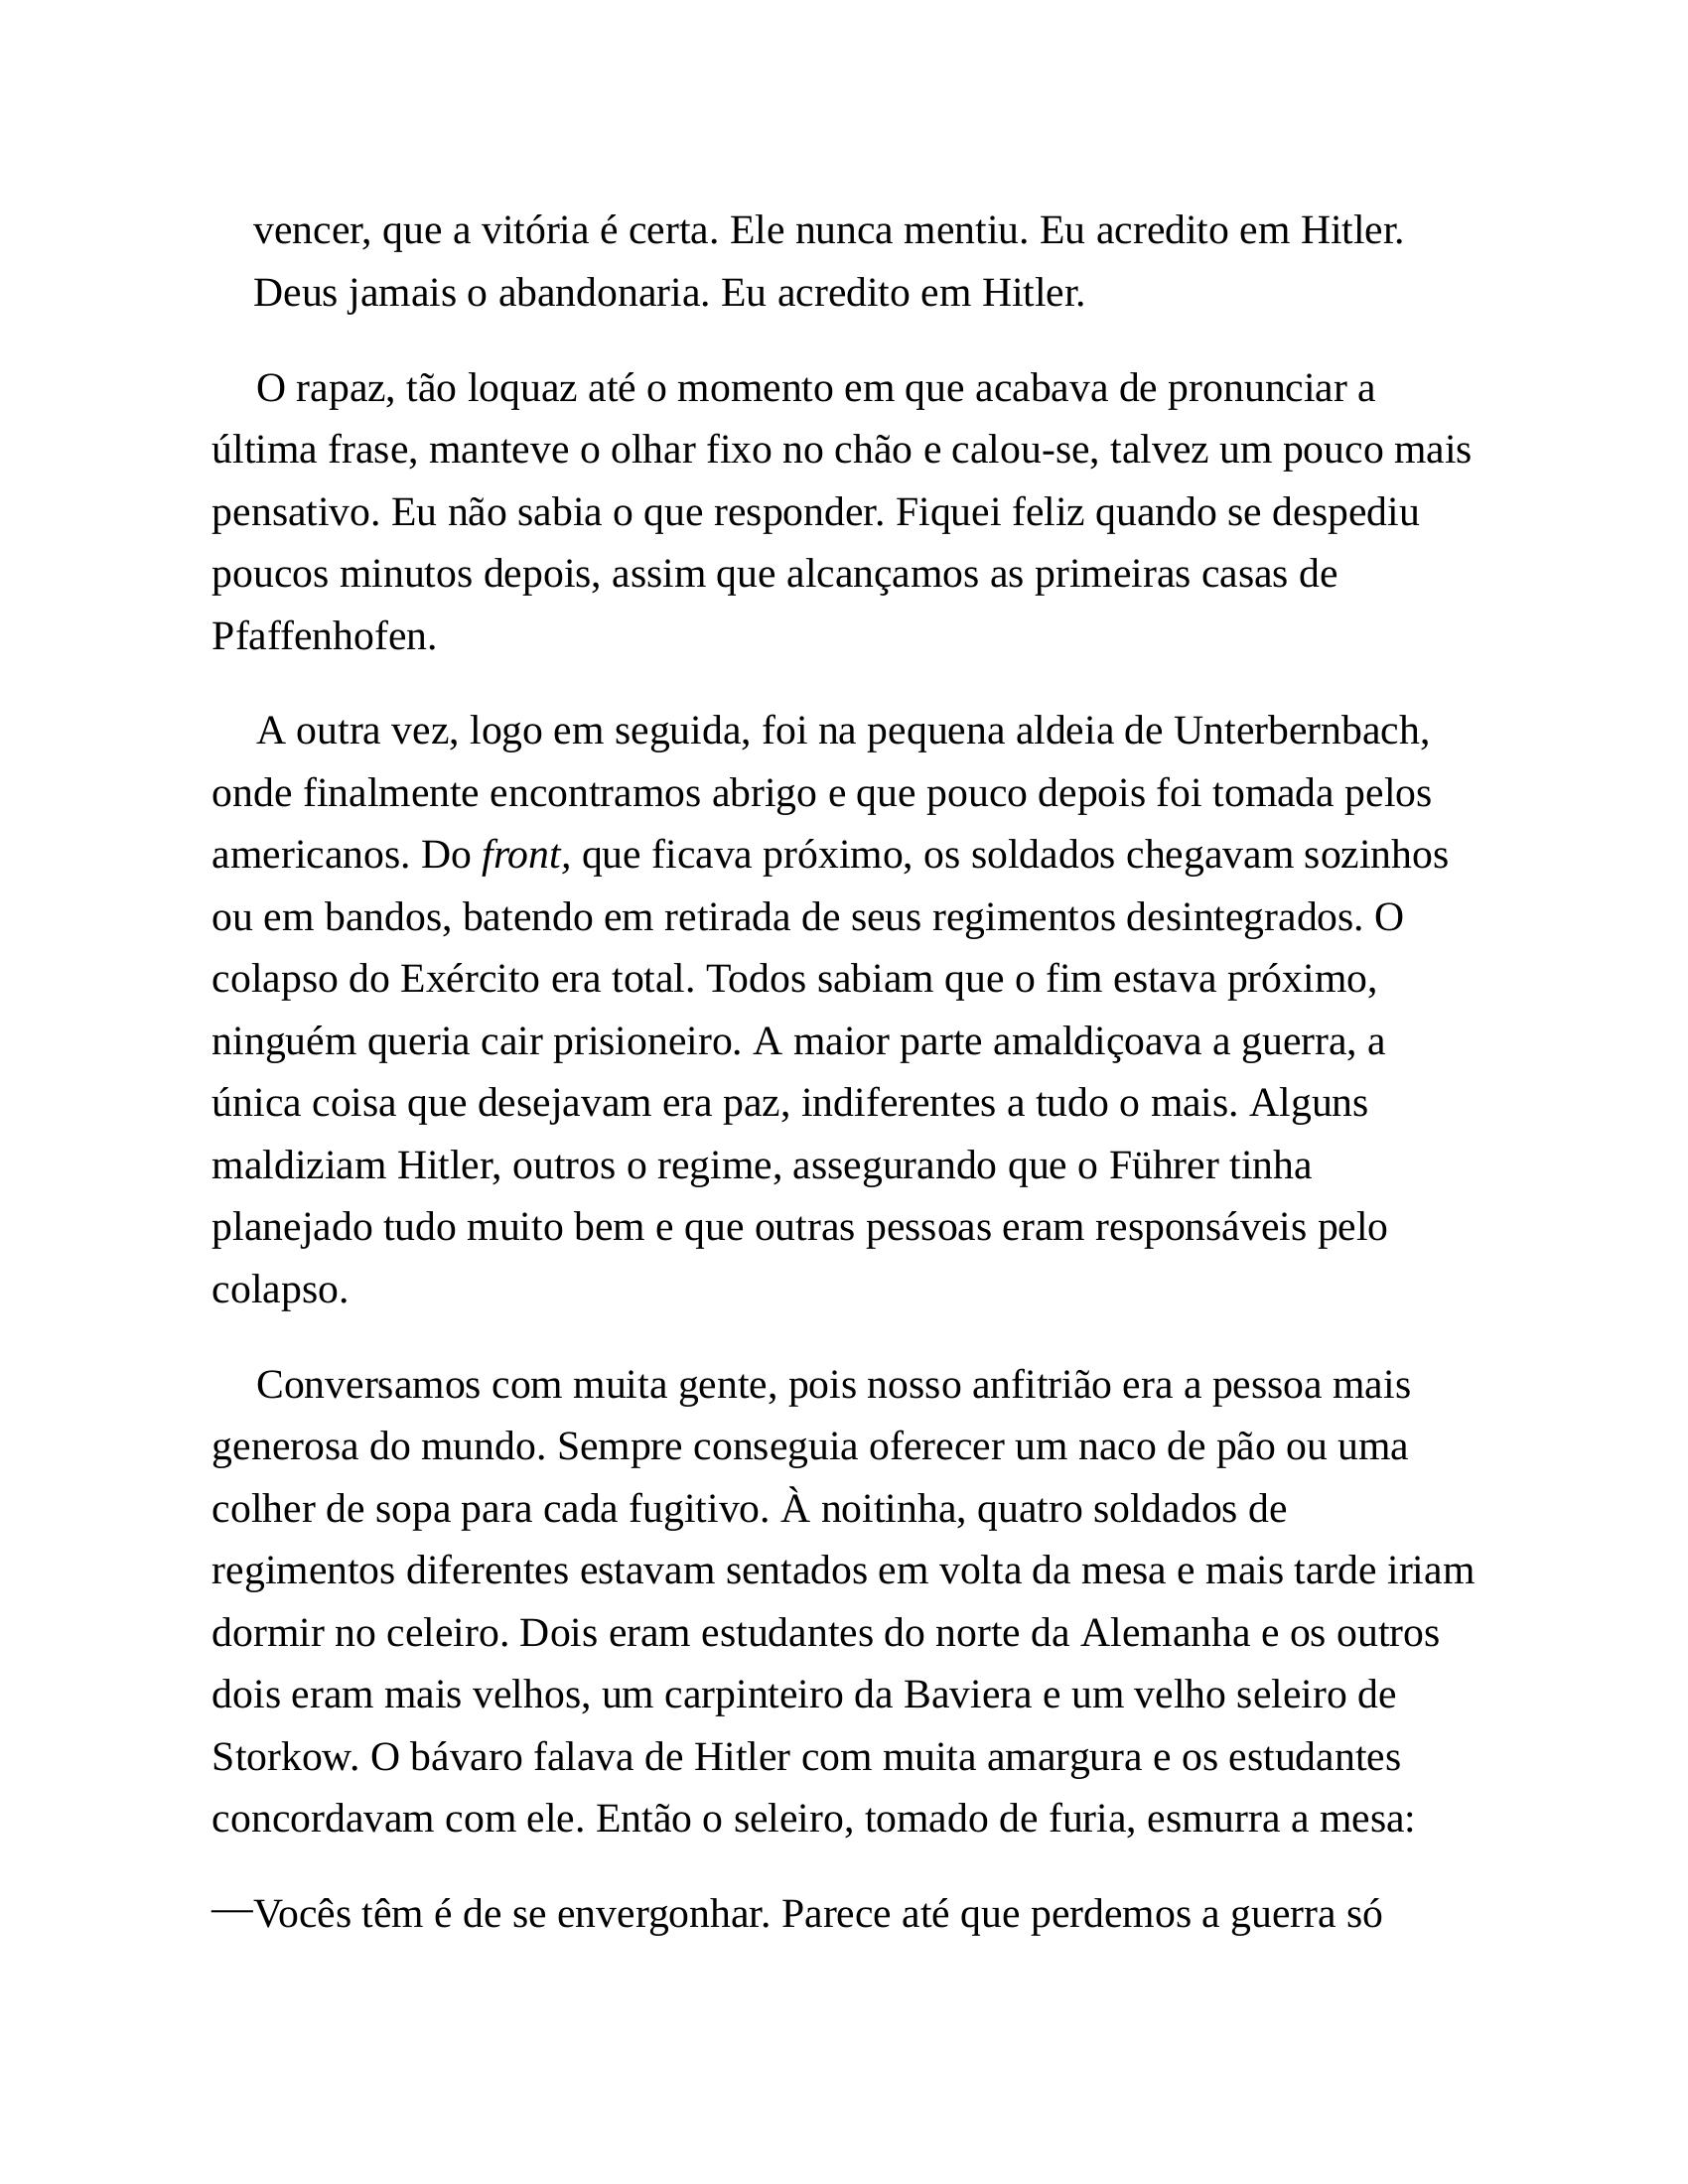 vencer, que a vitória é certa. Ele nunca mentiu. Eu acredito em Hitler.
Deus jamais o abandonaria. Eu acredito em Hitler.
O rapaz, tão loquaz até o momento em que acabava de pronunciar a
última frase, manteve o olhar fixo no chão e calou-se, talvez um pouco mais
pensativo. Eu não sabia o que responder. Fiquei feliz quando se despediu
poucos minutos depois, assim que alcançamos as primeiras casas de
Pfaffenhofen.
A outra vez, logo em seguida, foi na pequena aldeia de Unterbernbach,
onde finalmente encontramos abrigo e que pouco depois foi tomada pelos
americanos. Do front, que ficava próximo, os soldados chegavam sozinhos
ou em bandos, batendo em retirada de seus regimentos desintegrados. O
colapso do Exército era total. Todos sabiam que o fim estava próximo,
ninguém queria cair prisioneiro. A maior parte amaldiçoava a guerra, a
única coisa que desejavam era paz, indiferentes a tudo o mais. Alguns
maldiziam Hitler, outros o regime, assegurando que o Führer tinha
planejado tudo muito bem e que outras pessoas eram responsáveis pelo
colapso.
Conversamos com muita gente, pois nosso anfitrião era a pessoa mais
generosa do mundo. Sempre conseguia oferecer um naco de pão ou uma
colher de sopa para cada fugitivo. À noitinha, quatro soldados de
regimentos diferentes estavam sentados em volta da mesa e mais tarde iriam
dormir no celeiro. Dois eram estudantes do norte da Alemanha e os outros
dois eram mais velhos, um carpinteiro da Baviera e um velho seleiro de
Storkow. O bávaro falava de Hitler com muita amargura e os estudantes
concordavam com ele. Então o seleiro, tomado de furia, esmurra a mesa:
—Vocês têm é de se envergonhar. Parece até que perdemos a guerra só